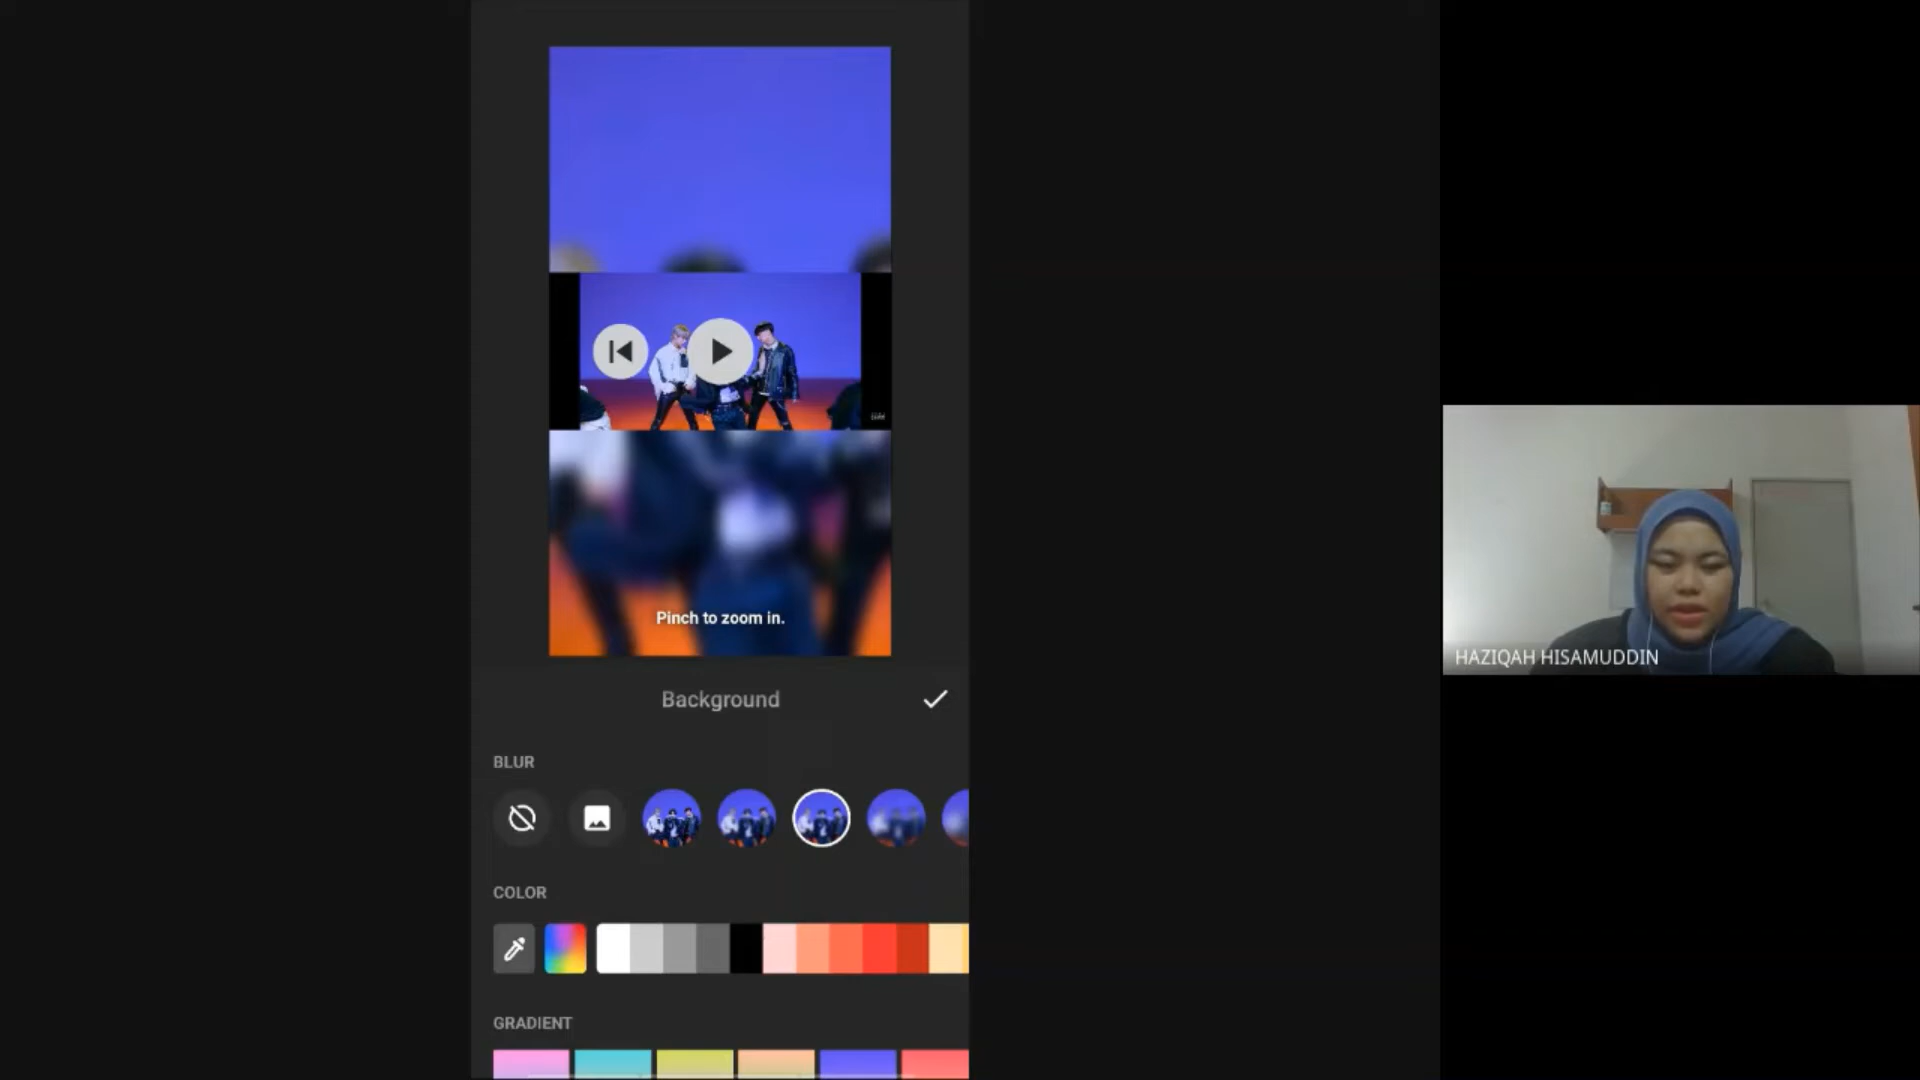 Pinch to zoom in.
Background
BLUR
COLOR
GRADIENT
HAZIQAH HISAMUDDIN